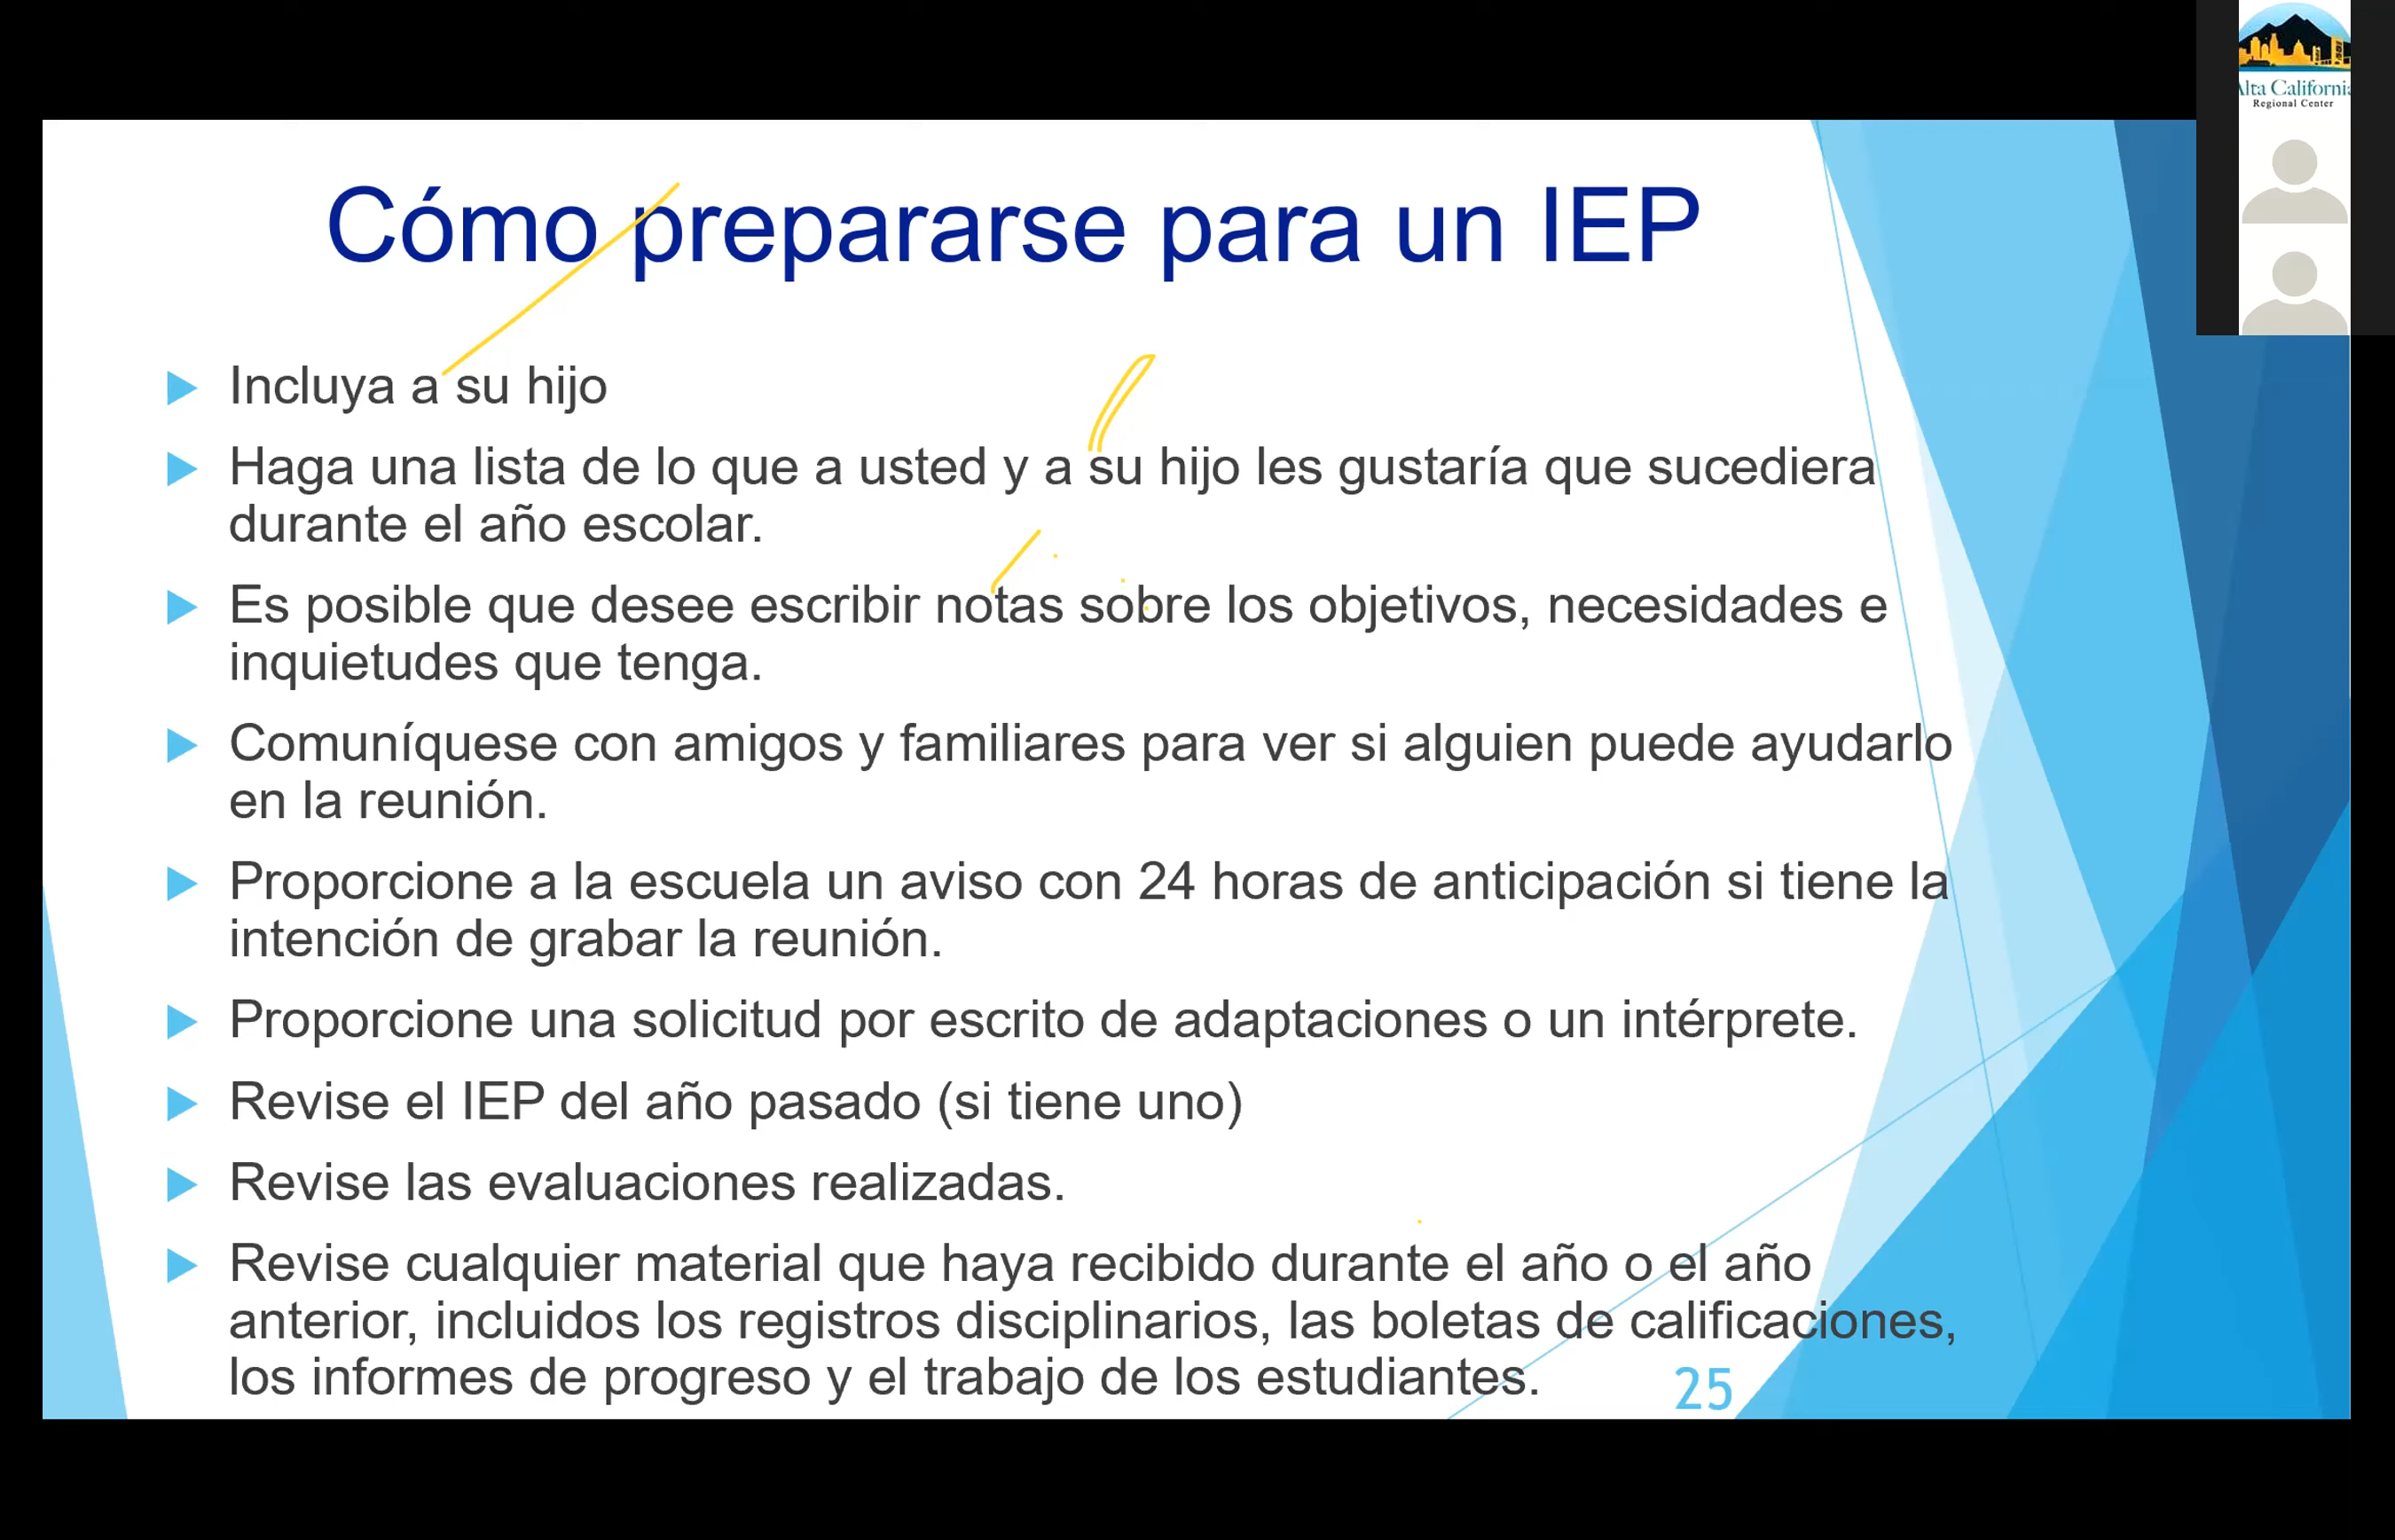 Alta California
Regional Center
Cómo prepararse para un IEP
Incluya a su hijo
Haga una lista de lo que a usted y a su hijo les gustaría que sucediera
durante el año escolar.
Es posible que desee escribir notas sobre los objetivos, necesidades e
inquietudes que tenga.
Comuníquese con amigos y familiares para ver si alguien puede ayudarlo
en la reunión.
Proporcione a la escuela un aviso con 24 horas de anticipación si tiene la
intención de grabar la reunión.
Proporcione una solicitud por escrito de adaptaciones o un intérprete.
Revise el IEP del año pasado (si tiene uno)
Revise las evaluaciones realizadas.
Revise cualquier material que haya recibido durante el año o el año
anterior, incluidos los registros disciplinarios, las boletas de calificaciones,
los informes de progreso y el trabajo de los estudiantes.
25